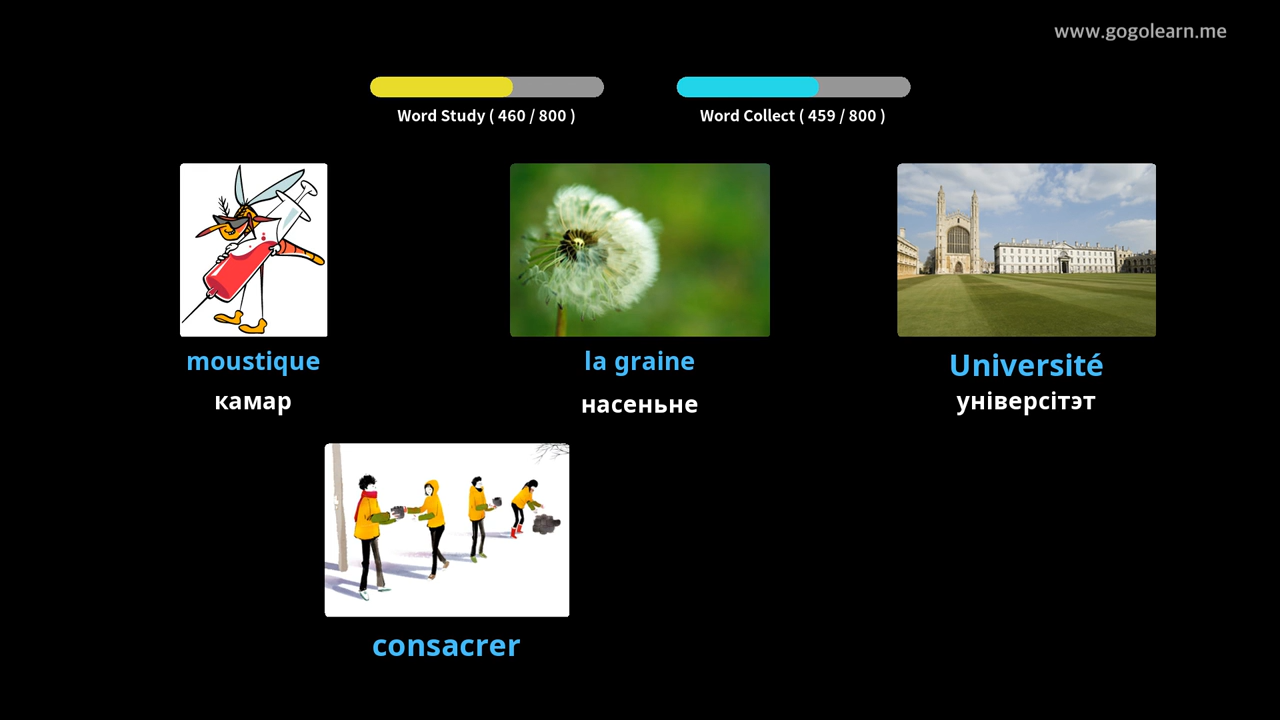 www.gogolearn.me
Word Study ( 460 / 800 )
Word Collect ( 459 / 800 )
moustique
камар
la graine
насеньне
Université
універсітэт
consacrer